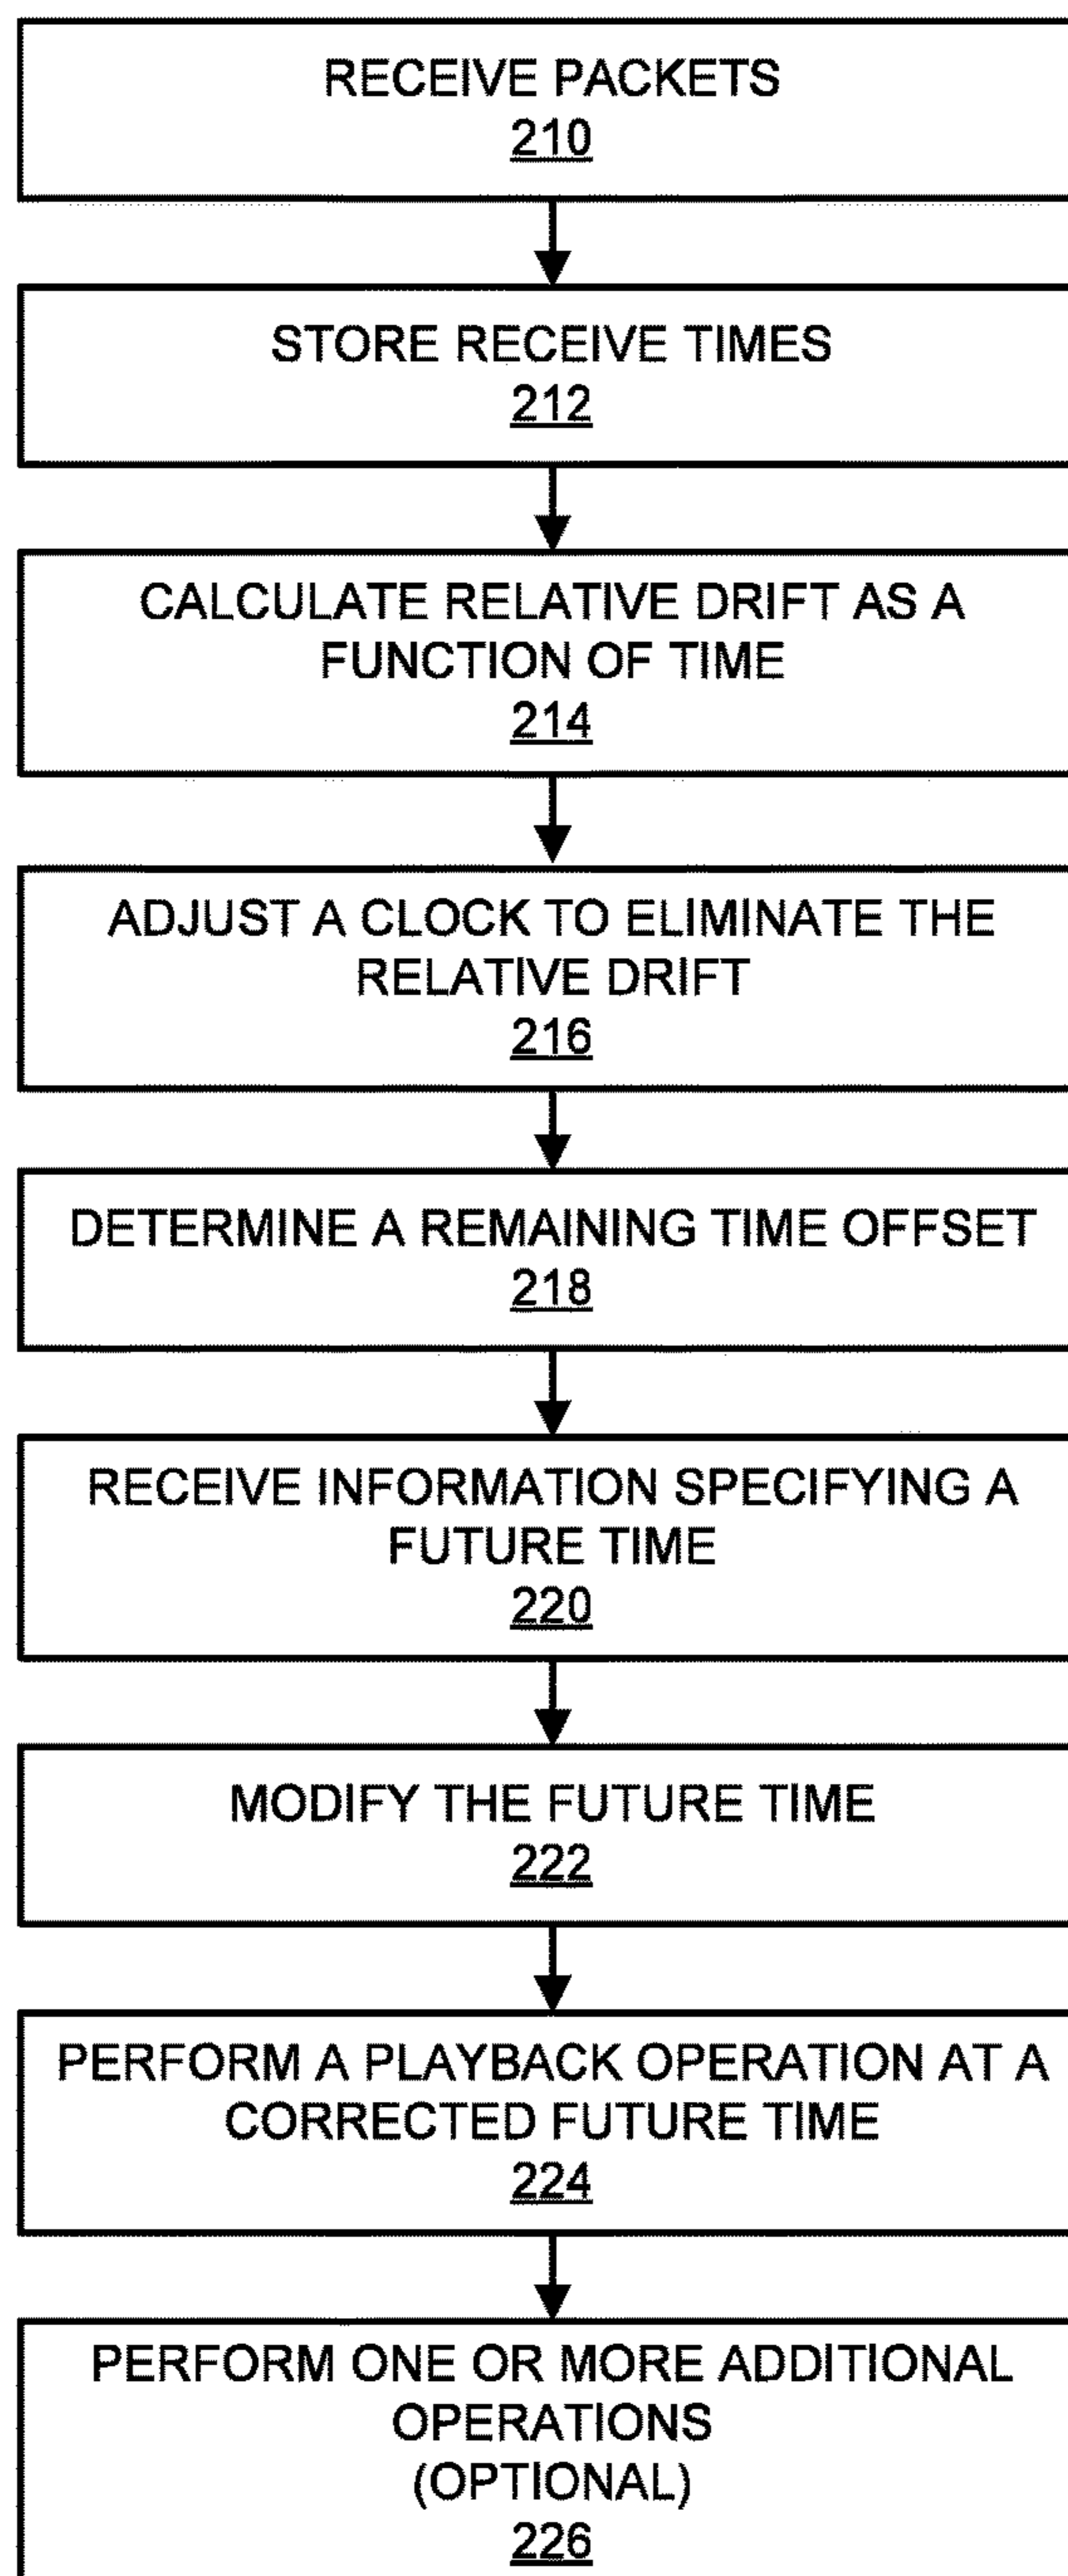 RECEIVE PACKETS
210
STORE RECEIVE TIMES
212
CALCULATE RELATIVE DRIFT AS A
FUNCTION OF TIME
214
ADJUST A CLOCK TO ELIMINATE THE
RELATIVE DRIFT
216
DETERMINE A REMAINING TIME OFFSET
218
RECEIVE INFORMATION SPECIFYING A
FUTURE TIME
220
MODIFY THE FUTURE TIME
222
PERFORM A PLAYBACK OPERATION AT A
CORRECTED FUTURE TIME
224
PERFORM ONE OR MORE ADDITIONAL
OPERATIONS
(OPTIONAL)
226